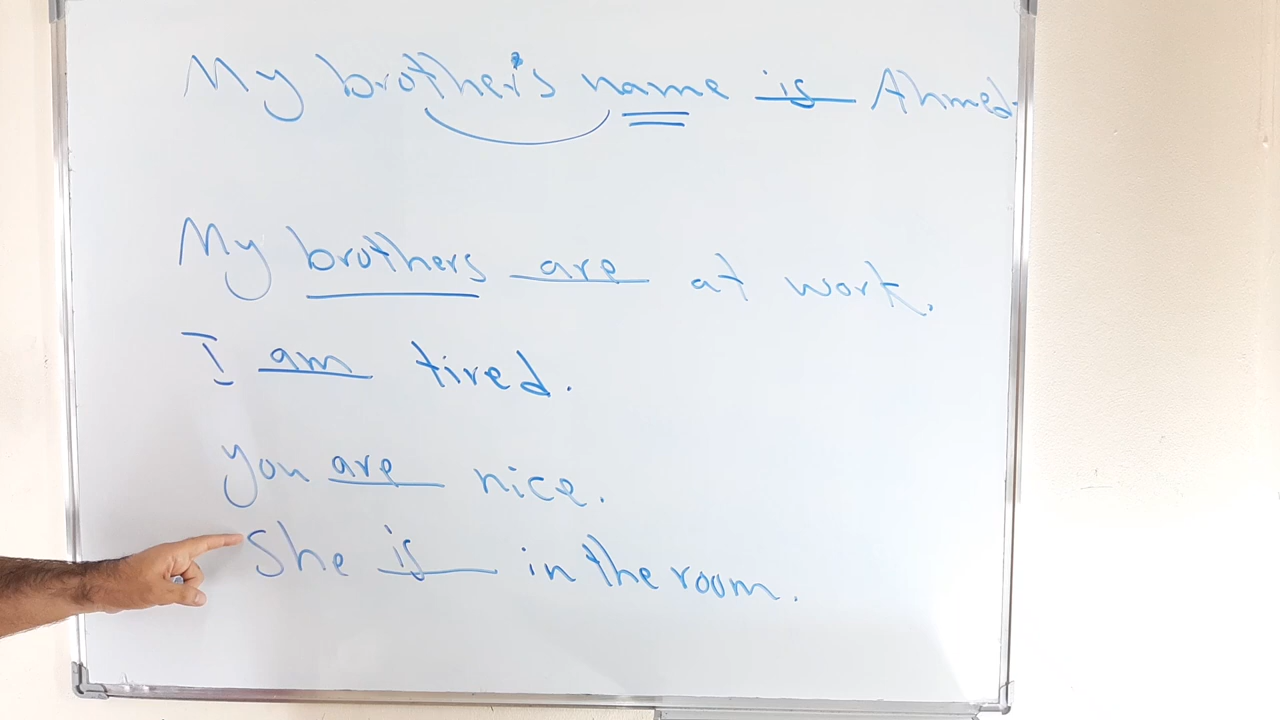 My brother's name is Ahmed.
My brothers are at work.
I am tired.
you are nice.
She is in the room.